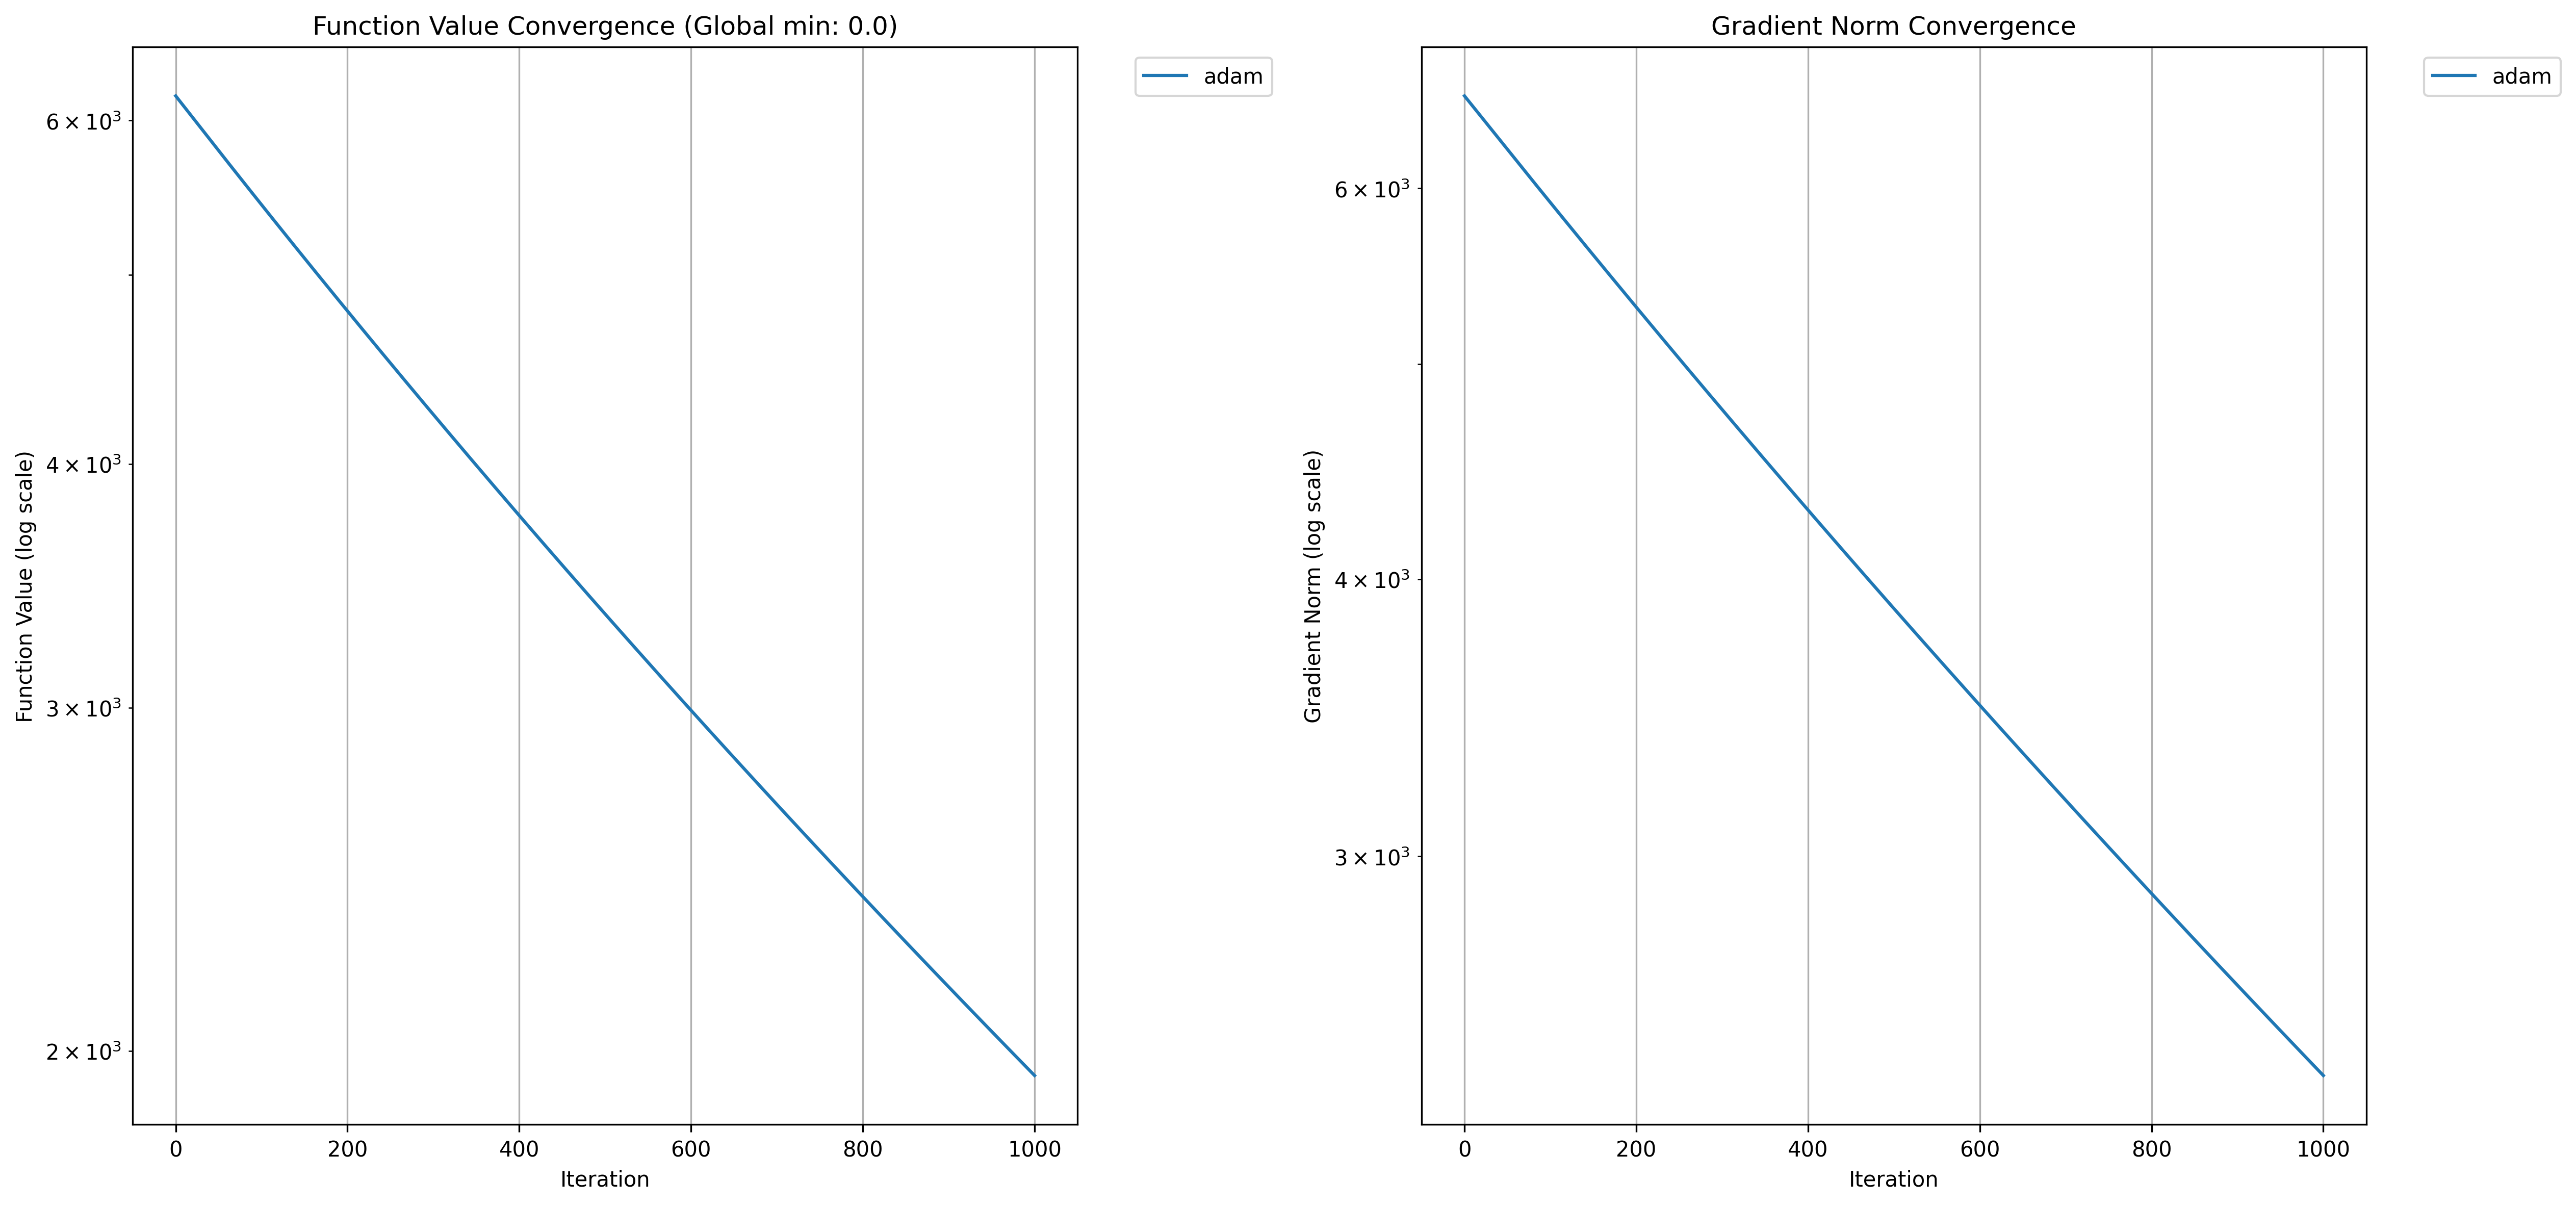 Function Value Convergence (Global min: 0.0)
adam
6 × 10³
4 × 10³
3 × 10³
2 × 10³
Function Value (log scale)
0 200 400 600 800 1000
Iteration
Gradient Norm Convergence
adam
6 × 10³
4 × 10³
3 × 10³
Gradient Norm (log scale)
0 200 400 600 800 1000
Iteration